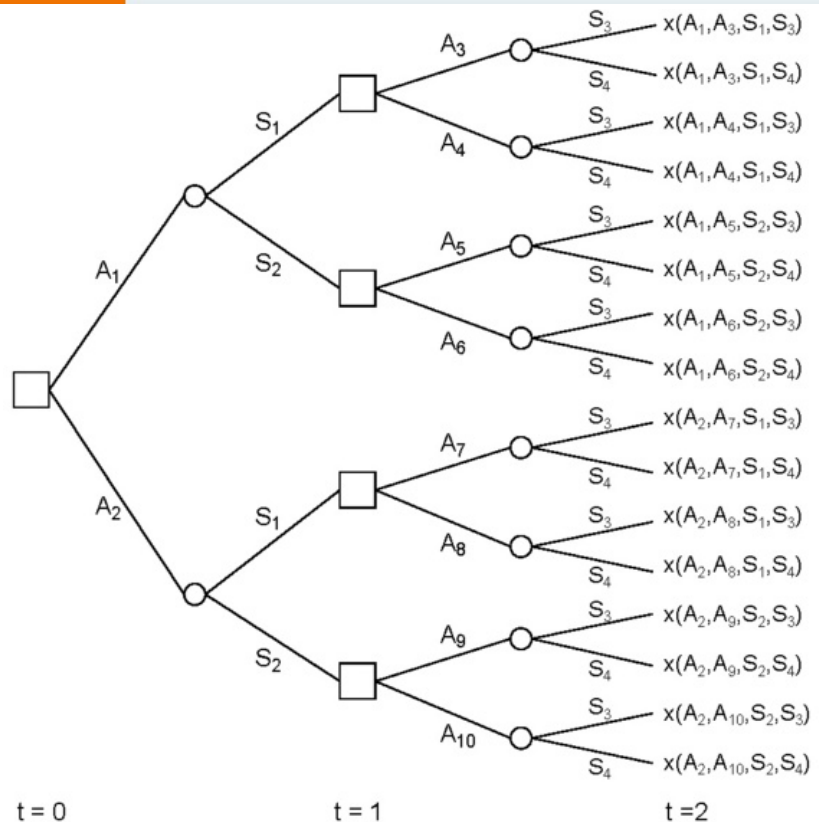 S₃ x(A₁,A₃,S₁,S₃)
A₃
S₄ x(A₁,A₃,S₁,S₄)
S₁
S₃ x(A₁,A₄,S₁,S₃)
A₄
S₄ x(A₁,A₄,S₁,S₄)
S₃ x(A₁,A₅,S₂,S₃)
A₅
S₂
S₄ x(A₁,A₅,S₂,S₄)
A₁
S₃ x(A₁,A₆,S₂,S₃)
A₆
S₄ x(A₁,A₆,S₂,S₄)
S₃ x(A₂,A₇,S₁,S₃)
A₇
S₄ x(A₂,A₇,S₁,S₄)
A₂
S₁
S₃ x(A₂,A₈,S₁,S₃)
A₈
S₄ x(A₂,A₈,S₁,S₄)
S₃ x(A₂,A₉,S₂,S₃)
A₉
S₂
S₄ x(A₂,A₉,S₂,S₄)
S₃ x(A₂,A₁₀,S₂,S₃)
A₁₀
S₄ x(A₂,A₁₀,S₂,S₄)
t = 0 t = 1 t =2